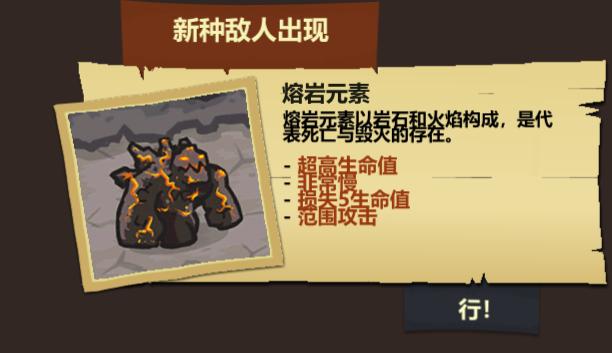 新种敌人出现
熔岩元素
熔岩元素以岩石和火焰构成，是代
表死亡与毁灭的存在。
- 超高生命值
- 非常慢
- 损失5生命值
- 范围攻击
行!